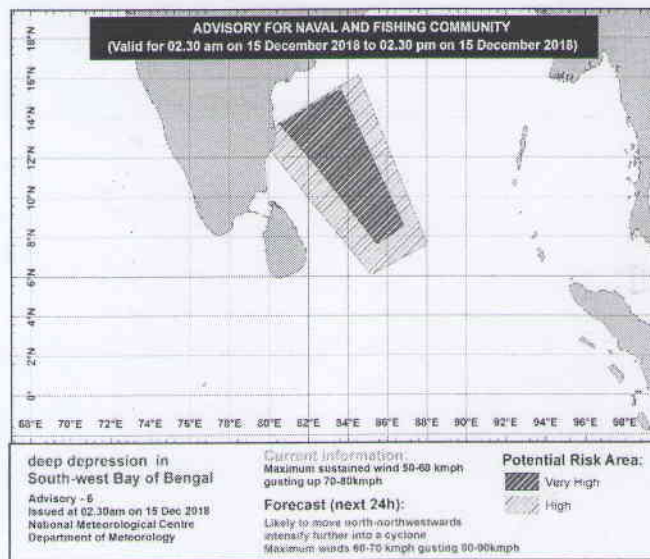 ADVISORY FOR NAVAL AND FISHING COMMUNITY
(Valid for 02.30 am on 15 December 2018 to 02.30 pm on 15 December 2018)
18°N
16°N
14°N
12°N
10°N
8°N
6°N
4°N
2°N
0°
68°E 70°E 72°E 74°E 76°E 78°E 80°E 82°E 84°E 86°E 88°E 90°E 92°E 94°E 96°E 98°E
deep depression in
South-west Bay of Bengal
Advisory - 6
Issued at 02.30am on 15 Dec 2018
National Meteorological Centre
Department of Meteorology
Current information:
Maximum sustained wind 50-60 kmph
gusting up 70-80kmph
Forecast (next 24h):
Likely to move north-northwestwards
intensify further into a cyclone
Maximum winds 60-70 kmph gusting 80-90kmph
Potential Risk Area:
Very High
High